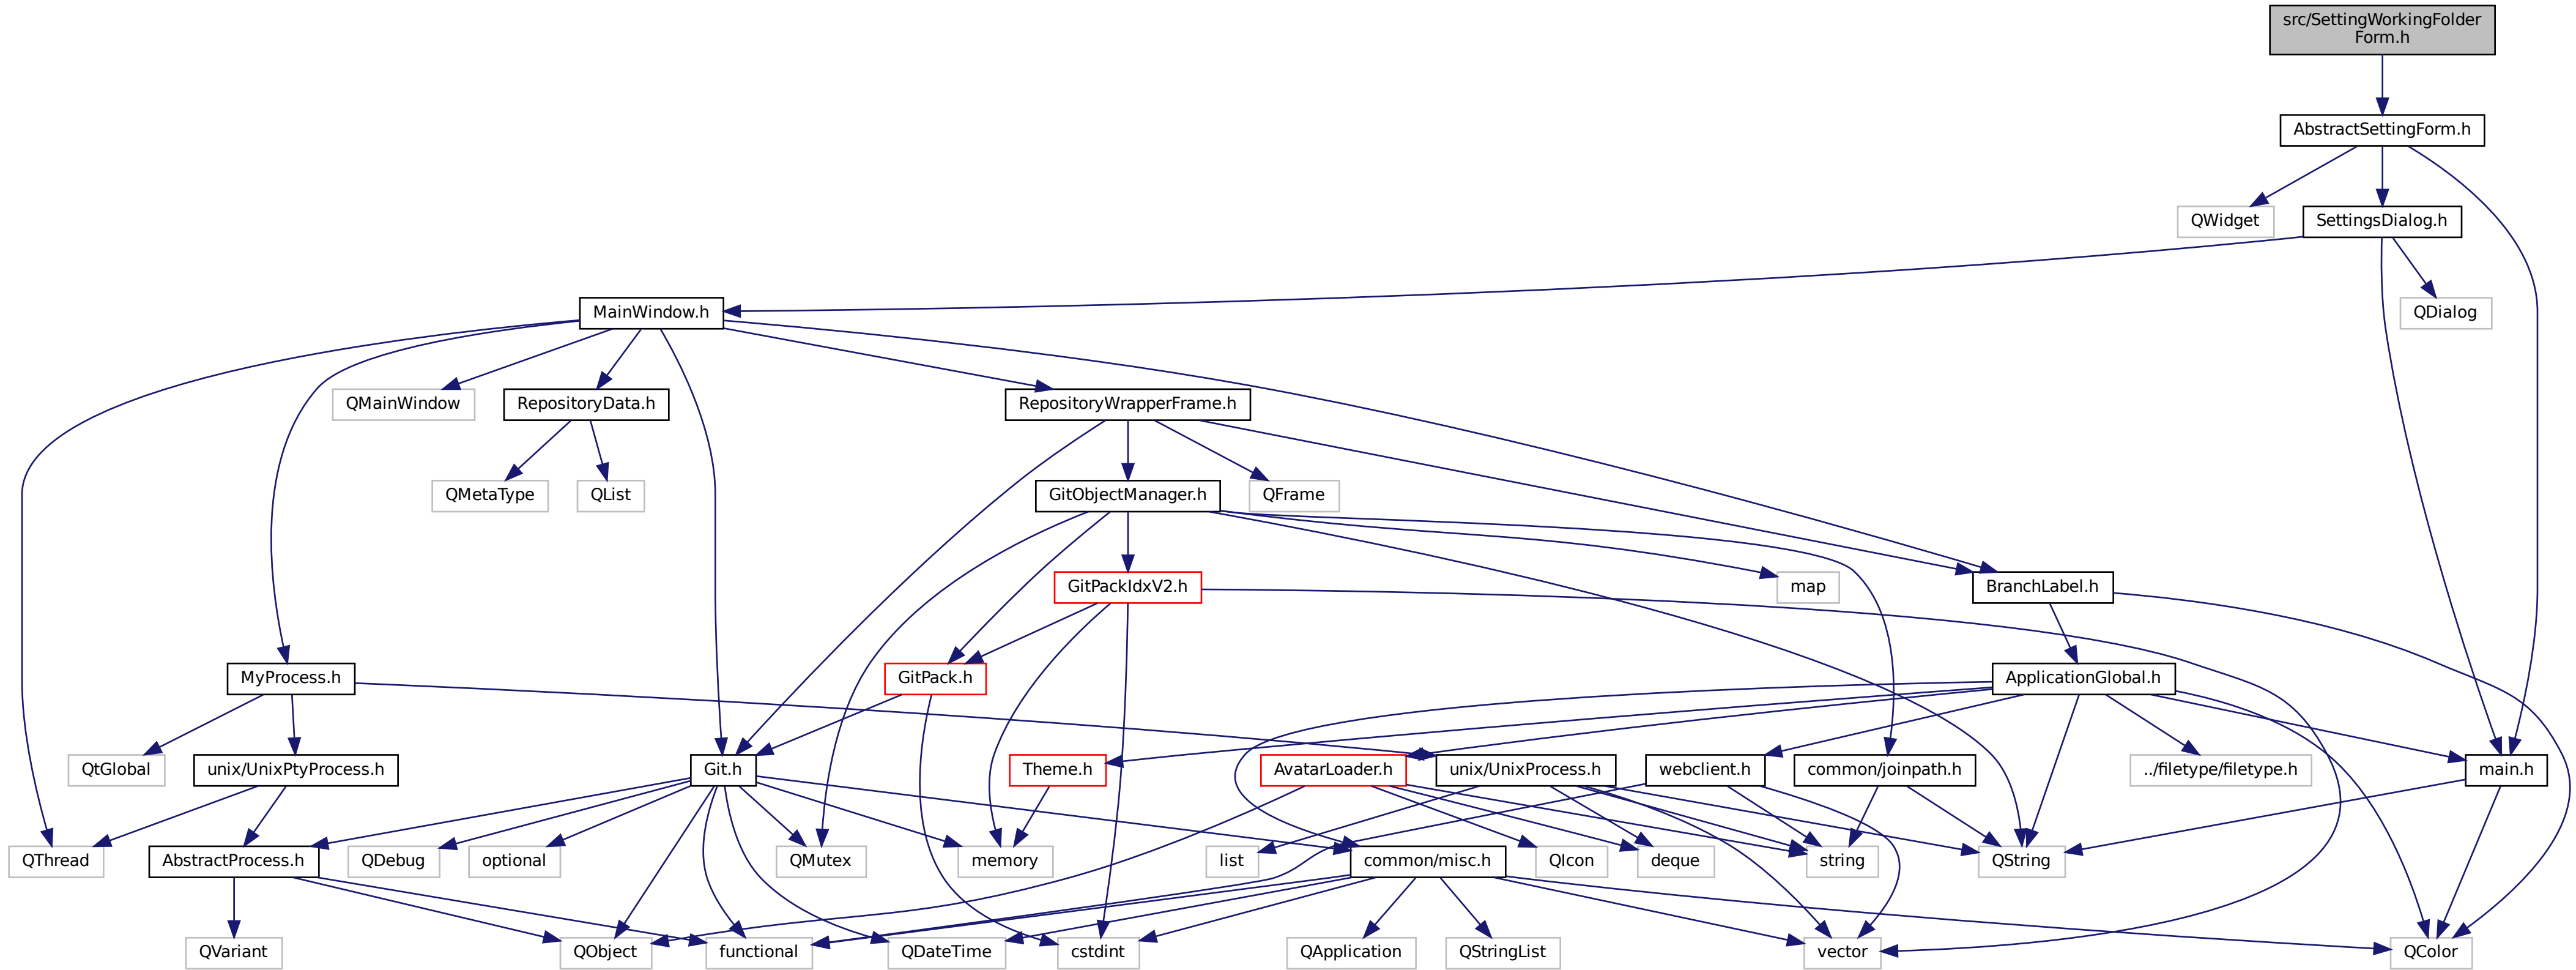 src/SettingWorkingFolder
Form.h
AbstractSettingForm.h
QWidget
SettingsDialog.h
MainWindow.h
QDialog
QMainWindow
RepositoryData.h
RepositoryWrapperFrame.h
QMetaType
QList
GitObjectManager.h
QFrame
GitPackIdxV2.h
map
BranchLabel.h
MyProcess.h
GitPack.h
ApplicationGlobal.h
QtGlobal
unix/UnixPtyProcess.h
Git.h
Theme.h
AvatarLoader.h
unix/UnixProcess.h
webclient.h
common/joinpath.h
../filetype/filetype.h
main.h
QThread
AbstractProcess.h
QDebug
optional
QMutex
memory
list
common/misc.h
QIcon
deque
string
QString
QVariant
QObject
functional
QDateTime
cstdint
QApplication
QStringList
vector
QColor